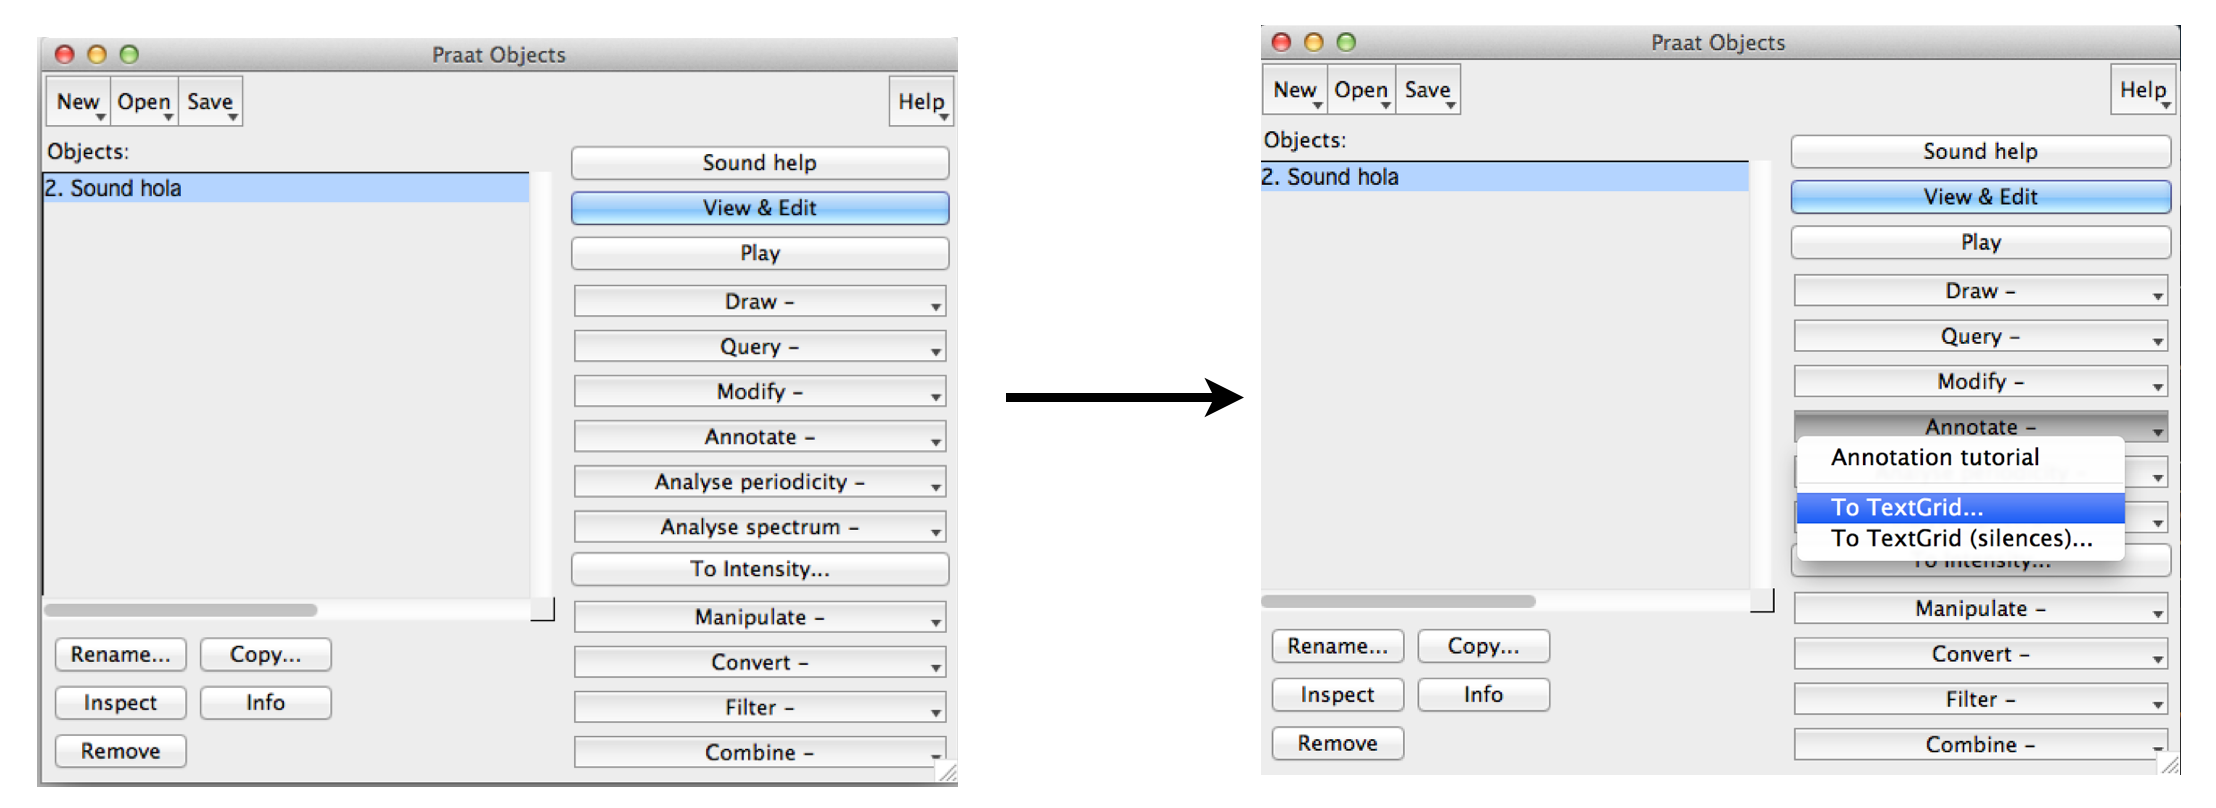 Praat Objects
New Open Save Help
Objects:
2. Sound hola
Sound help
View & Edit
Play
Draw –
Query –
Modify –
Annotate –
Analyse periodicity –
Analyse spectrum –
To Intensity...
Manipulate –
Convert –
Filter –
Combine –
Rename... Copy...
Inspect Info
Remove
Praat Objects
New Open Save Help
Objects:
2. Sound hola
Sound help
View & Edit
Play
Draw –
Query –
Modify –
Annotate –
Annotation tutorial
To TextGrid...
To TextGrid (silences)...
To Intensity...
Manipulate –
Convert –
Filter –
Combine –
Rename... Copy...
Inspect Info
Remove